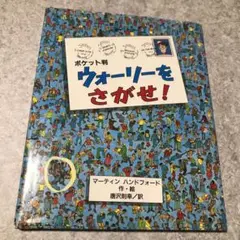 ポケット判
ウォーリーを
さがせ!
マーティン ハンドフォード
作・絵
唐沢則幸／訳